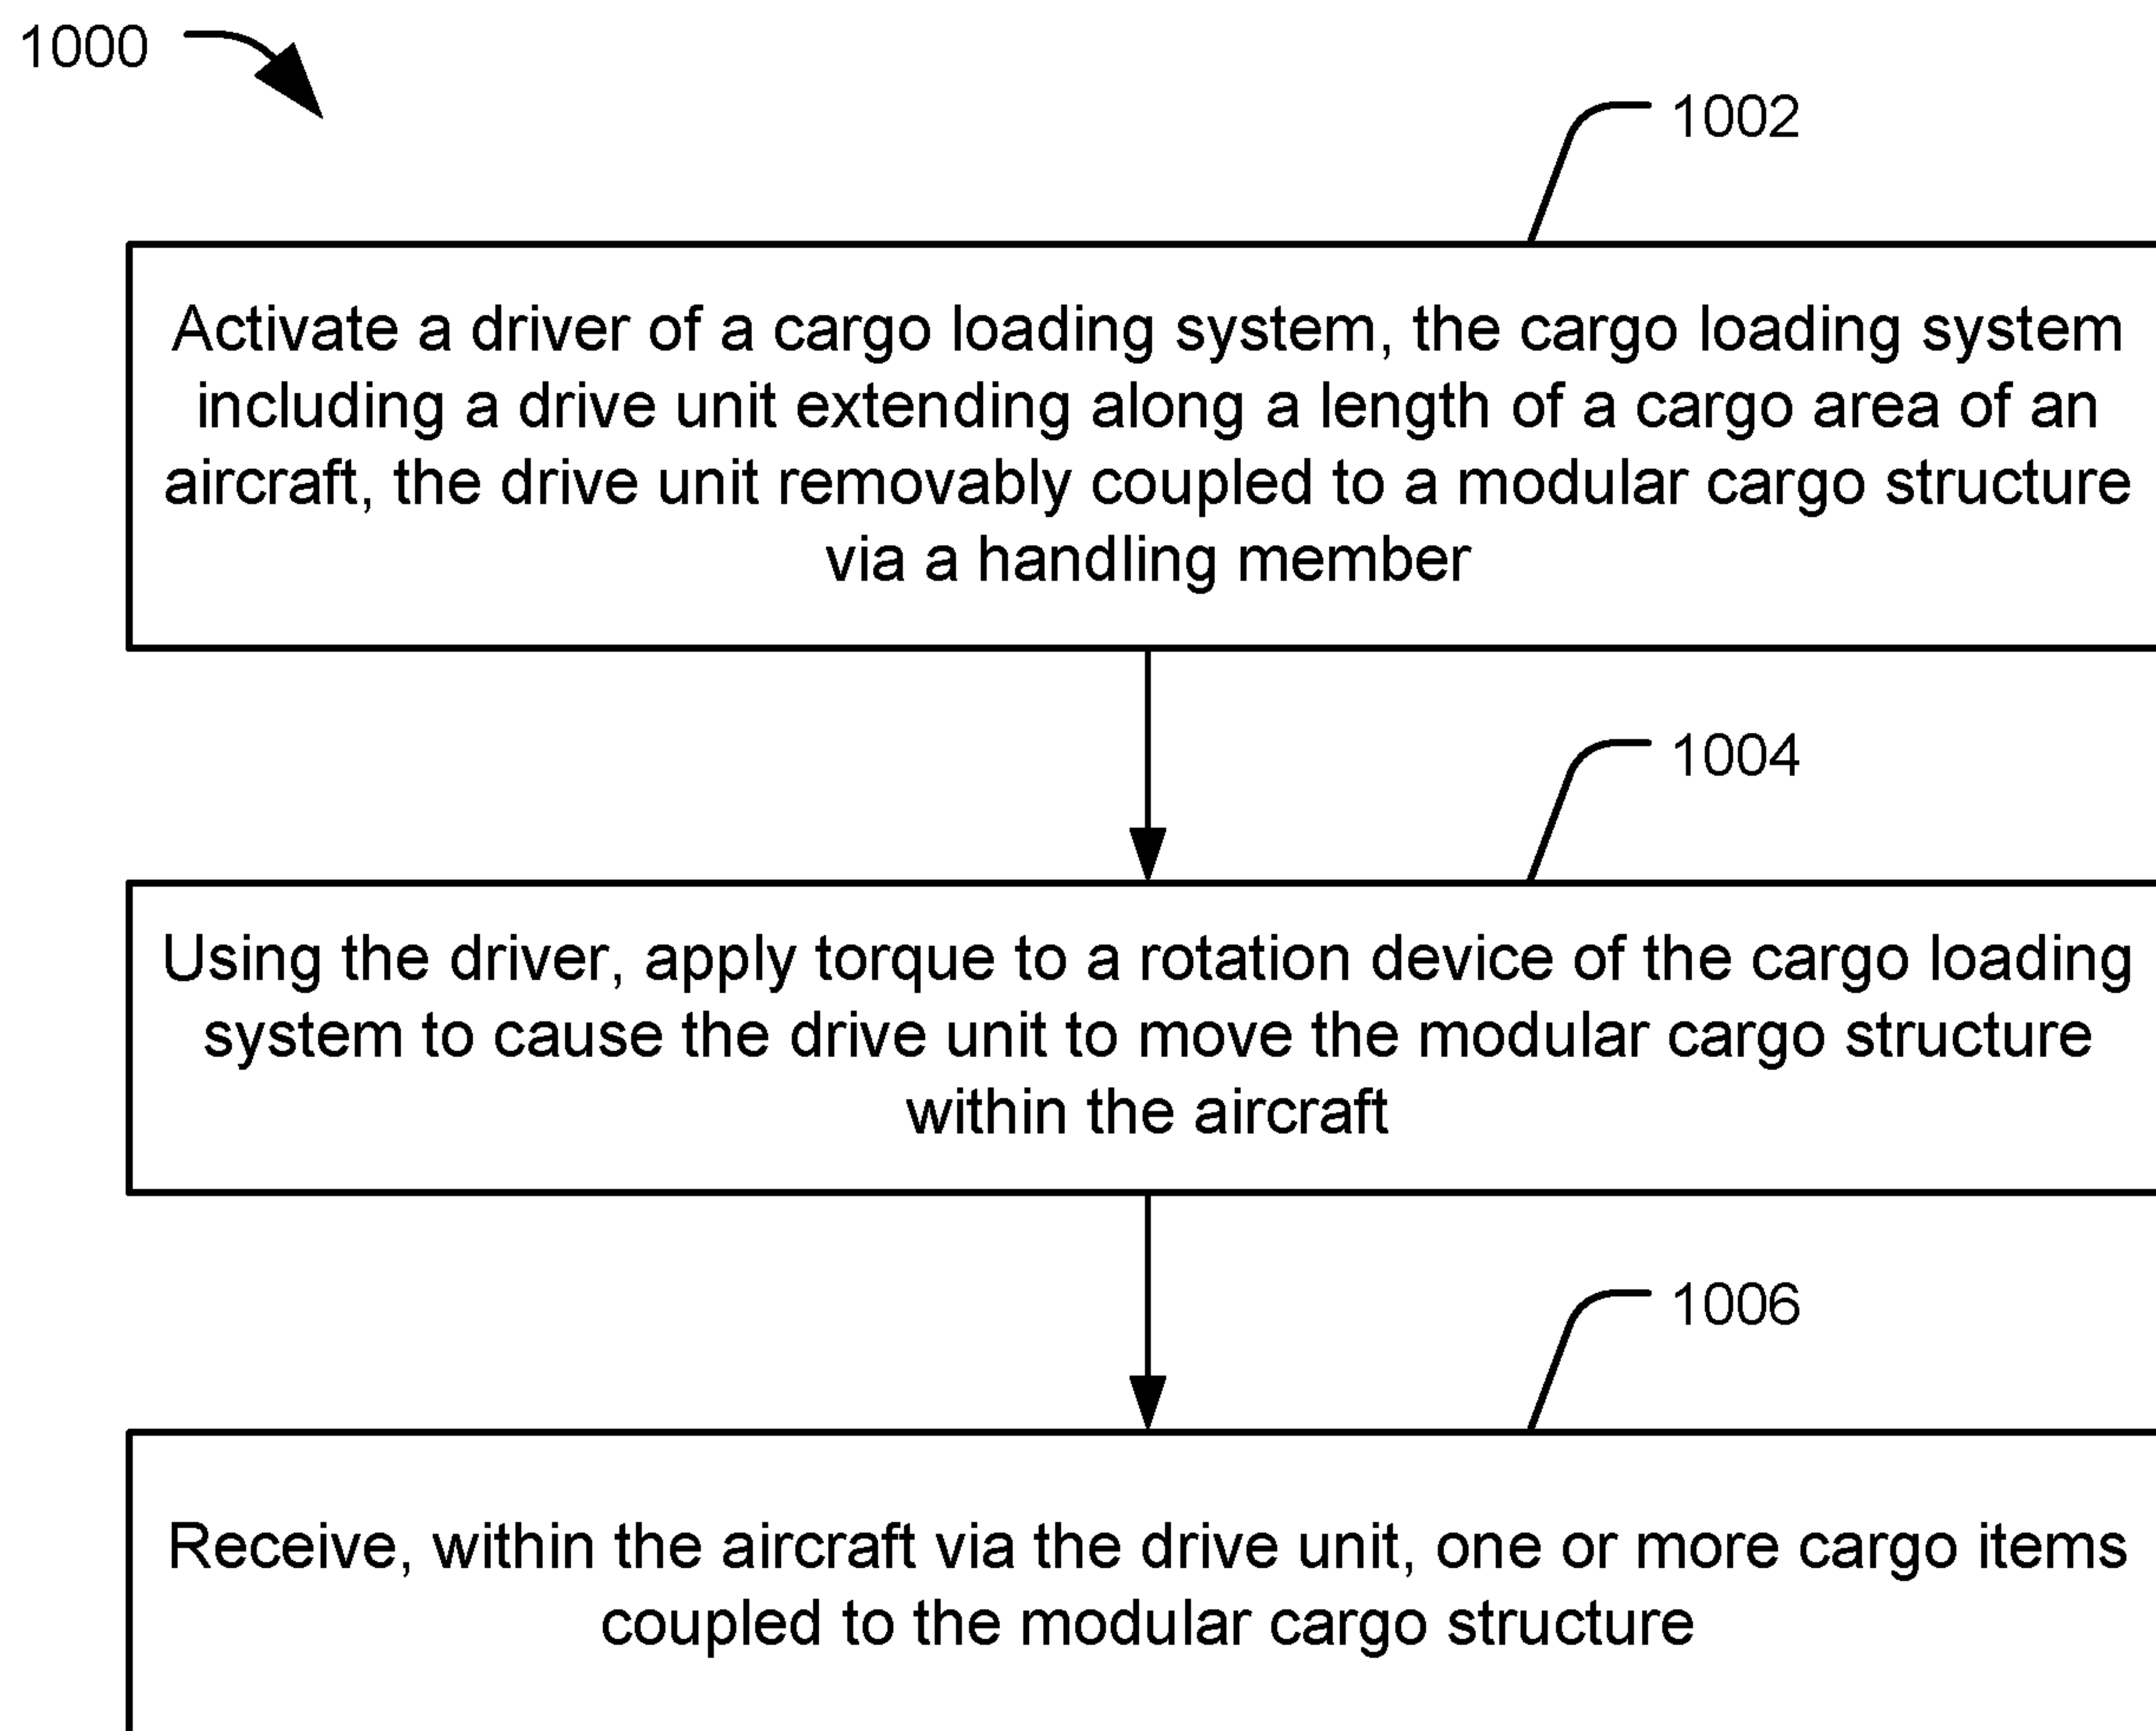 1000
1002
Activate a driver of a cargo loading system, the cargo loading system
including a drive unit extending along a length of a cargo area of an
aircraft, the drive unit removably coupled to a modular cargo structure
via a handling member
1004
Using the driver, apply torque to a rotation device of the cargo loading
system to cause the drive unit to move the modular cargo structure
within the aircraft
1006
Receive, within the aircraft via the drive unit, one or more cargo items
coupled to the modular cargo structure